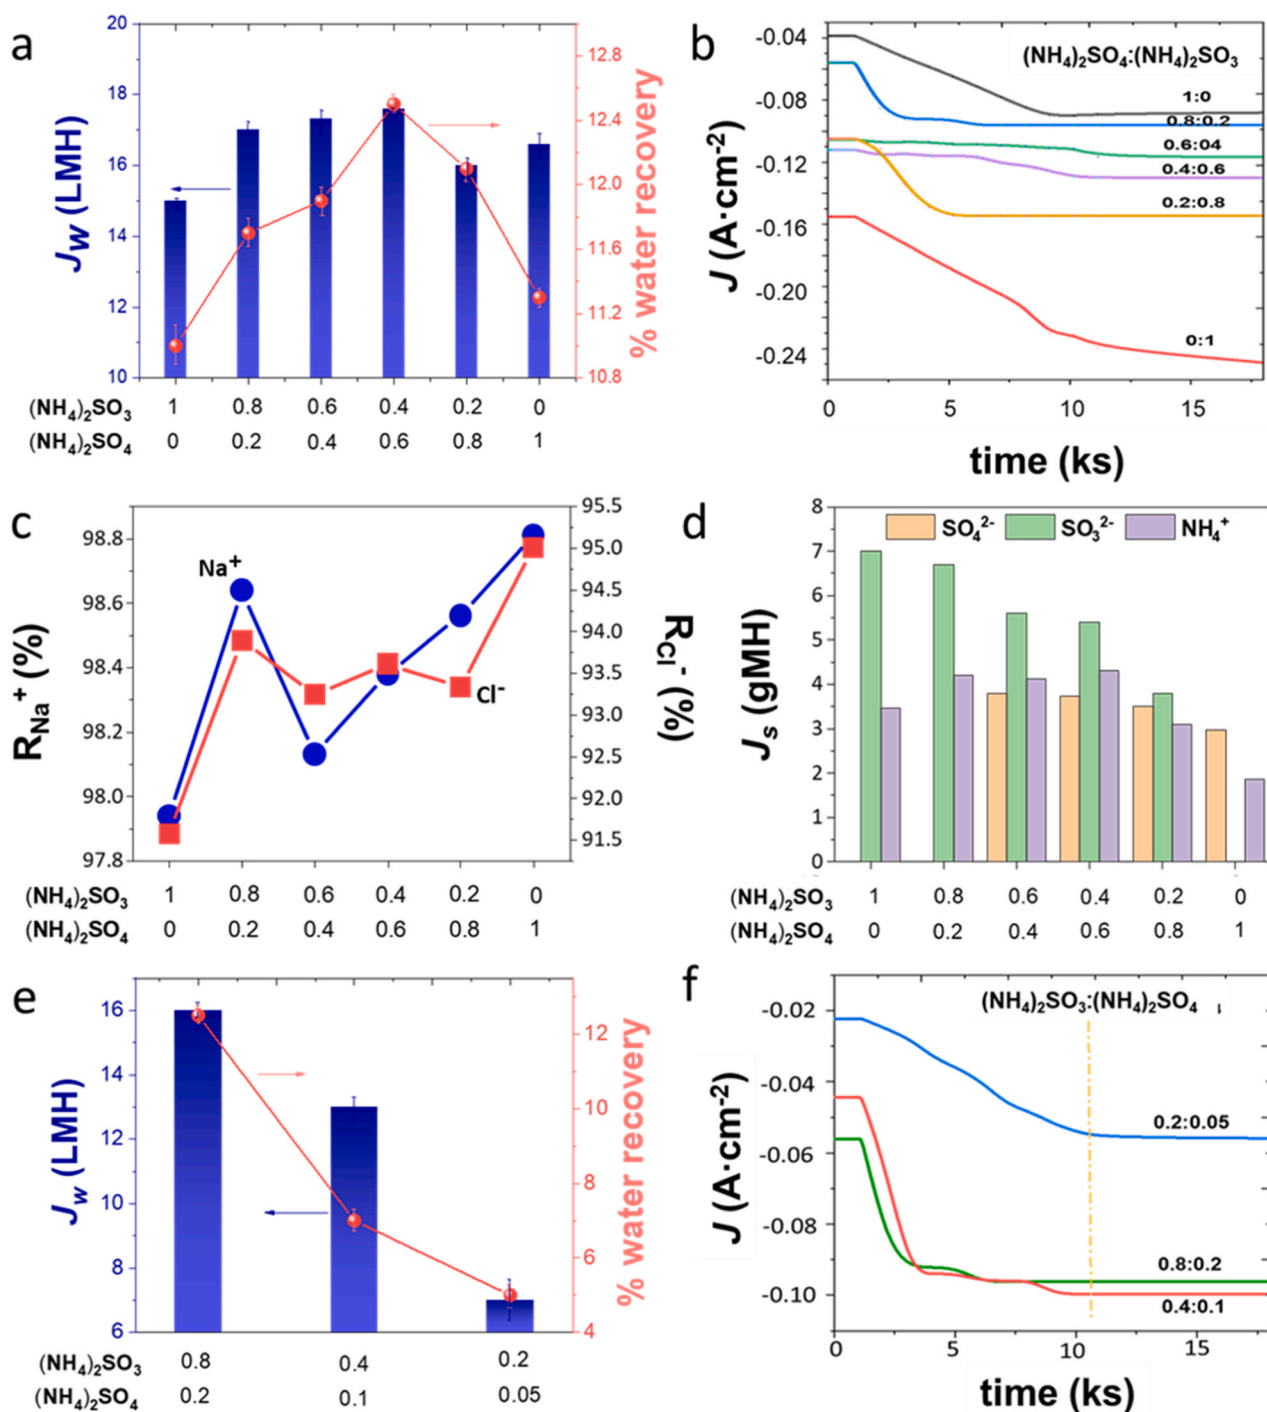 a
J_W (LMH)
20
18
16
14
12
10
12.8
12.4
12.0
11.6
11.2
10.8
% water recovery
(NH₄)₂SO₃ 1 0.8 0.6 0.4 0.2 0
(NH₄)₂SO₄ 0 0.2 0.4 0.6 0.8 1
b
(NH₄)₂SO₄:(NH₄)₂SO₃
J (A·cm⁻²)
-0.04
-0.08
-0.12
-0.16
-0.20
-0.24
1:0
0.8:0.2
0.6:04
0.4:0.6
0.2:0.8
0:1
0 5 10 15
time (ks)
c
R_Na⁺ (%)
98.8
98.6
98.4
98.2
98.0
97.8
Na⁺
Cl⁻
95.5
95.0
94.5
94.0
93.5
93.0
92.5
92.0
91.5
R_Cl⁻ (%)
(NH₄)₂SO₃ 1 0.8 0.6 0.4 0.2 0
(NH₄)₂SO₄ 0 0.2 0.4 0.6 0.8 1
d
SO₄²⁻ SO₃²⁻ NH₄⁺
J_s (gMH)
8
7
6
5
4
3
2
1
0
(NH₄)₂SO₃ 1 0.8 0.6 0.4 0.2 0
(NH₄)₂SO₄ 0 0.2 0.4 0.6 0.8 1
e
J_w (LMH)
16
14
12
10
8
6
12
10
8
6
4
% water recovery
(NH₄)₂SO₃ 0.8 0.4 0.2
(NH₄)₂SO₄ 0.2 0.1 0.05
f
(NH₄)₂SO₃:(NH₄)₂SO₄
J (A·cm⁻²)
-0.02
-0.04
-0.06
-0.08
-0.10
0.2:0.05
0.8:0.2
0.4:0.1
0 5 10 15
time (ks)